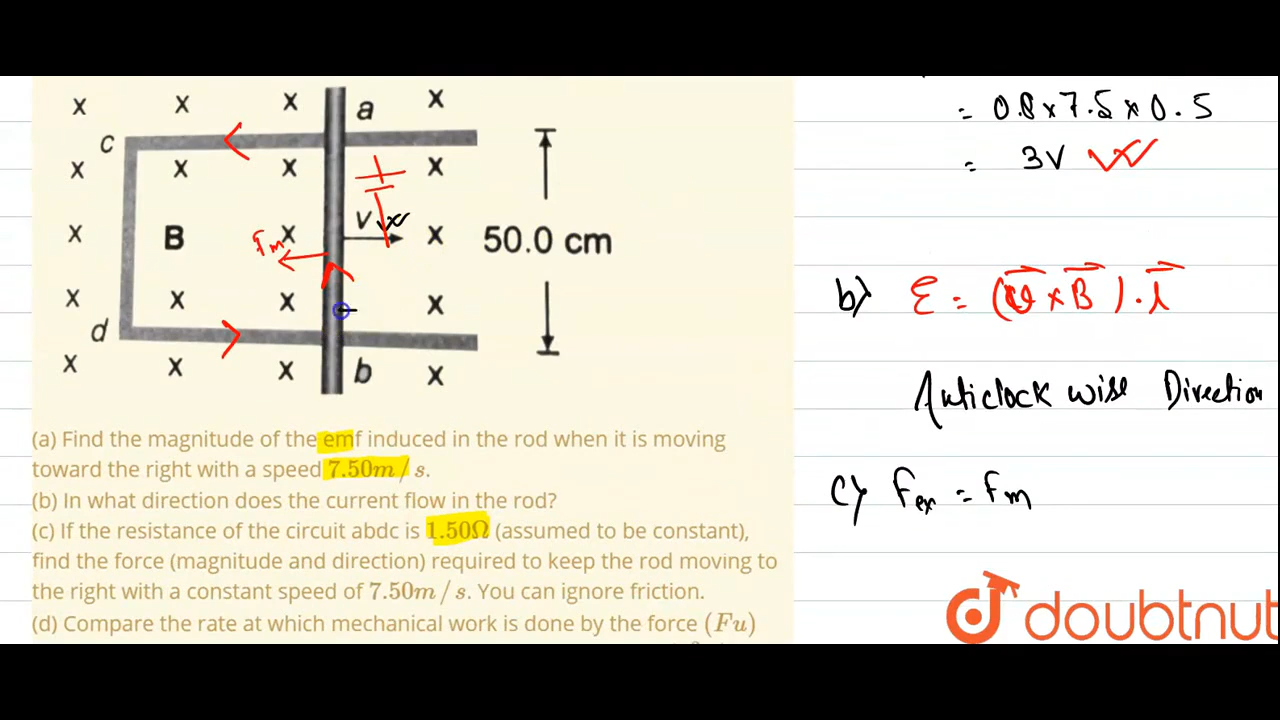 x x x a x
c
x x x x
x B x V x 50.0 cm
Fm
x x x x
d
x x x b x
= 0.8x7.5x0.5
= 3V
b) ε = (v x B) . l
Anticlock wise Direction
c) Fex = Fm
(a) Find the magnitude of the emf induced in the rod when it is moving
toward the right with a speed 7.50m/s.
(b) In what direction does the current flow in the rod?
(c) If the resistance of the circuit abdc is 1.50Ω (assumed to be constant),
find the force (magnitude and direction) required to keep the rod moving to
the right with a constant speed of 7.50m/s. You can ignore friction.
(d) Compare the rate at which mechanical work is done by the force (Fu)
doubtnut